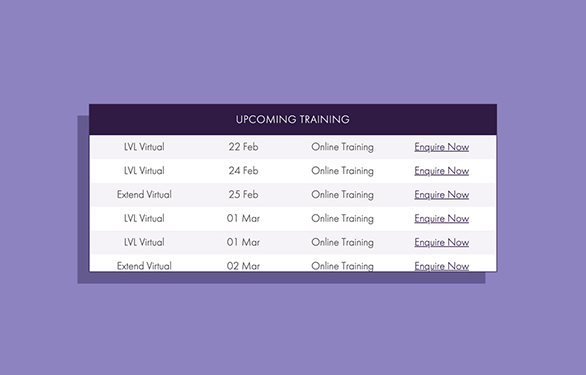 UPCOMING TRAINING
LVL Virtual 22 Feb Online Training Enquire Now
LVL Virtual 24 Feb Online Training Enquire Now
Extend Virtual 25 Feb Online Training Enquire Now
LVL Virtual 01 Mar Online Training Enquire Now
LVL Virtual 01 Mar Online Training Enquire Now
Extend Virtual 02 Mar Online Training Enquire Now